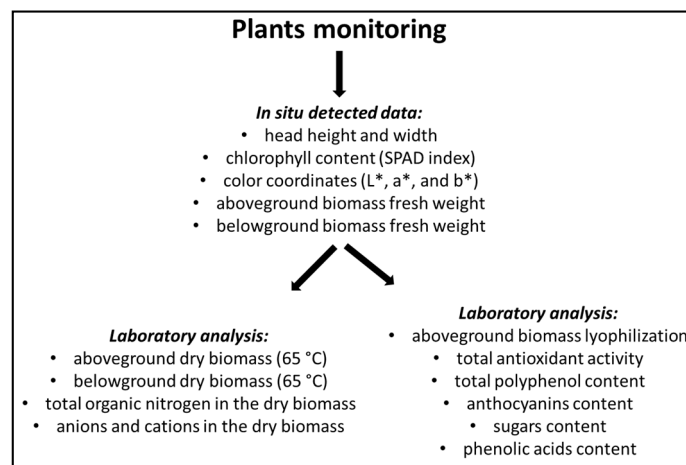 Plants monitoring
In situ detected data:
• head height and width
• chlorophyll content (SPAD index)
• color coordinates (L*, a*, and b*)
• aboveground biomass fresh weight
• belowground biomass fresh weight
Laboratory analysis:
• aboveground dry biomass (65 °C)
• belowground dry biomass (65 °C)
• total organic nitrogen in the dry biomass
• anions and cations in the dry biomass
Laboratory analysis:
• aboveground biomass lyophilization
• total antioxidant activity
• total polyphenol content
• anthocyanins content
• sugars content
• phenolic acids content